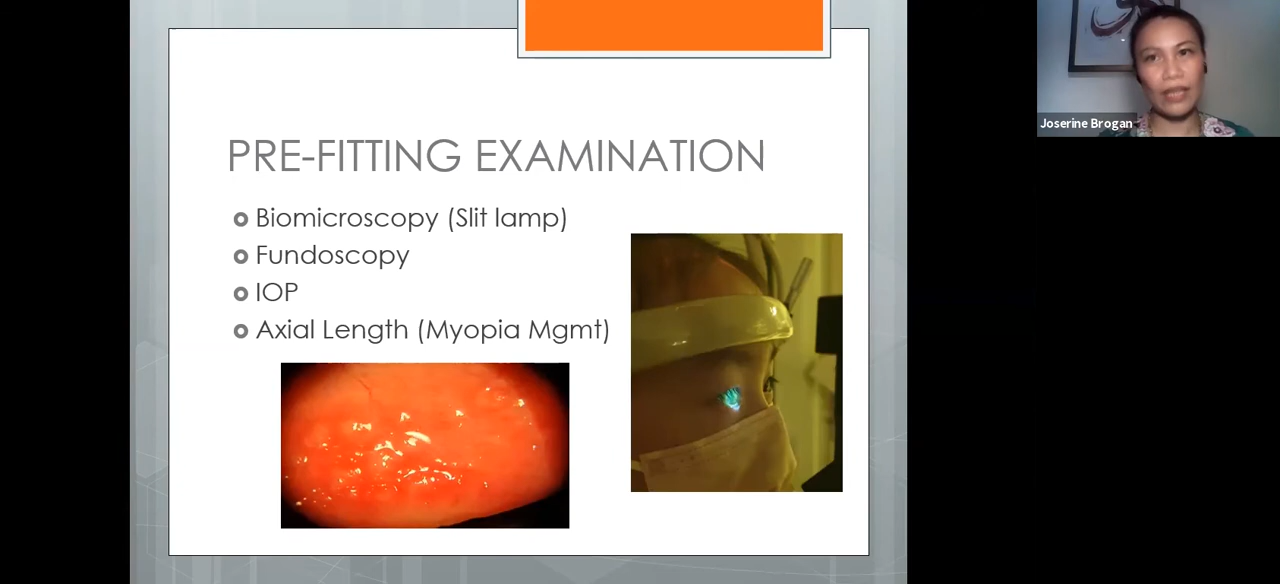 PRE-FITTING EXAMINATION
Biomicroscopy (Slit lamp)
Fundoscopy
IOP
Axial Length (Myopia Mgmt)
Joserine Brogan